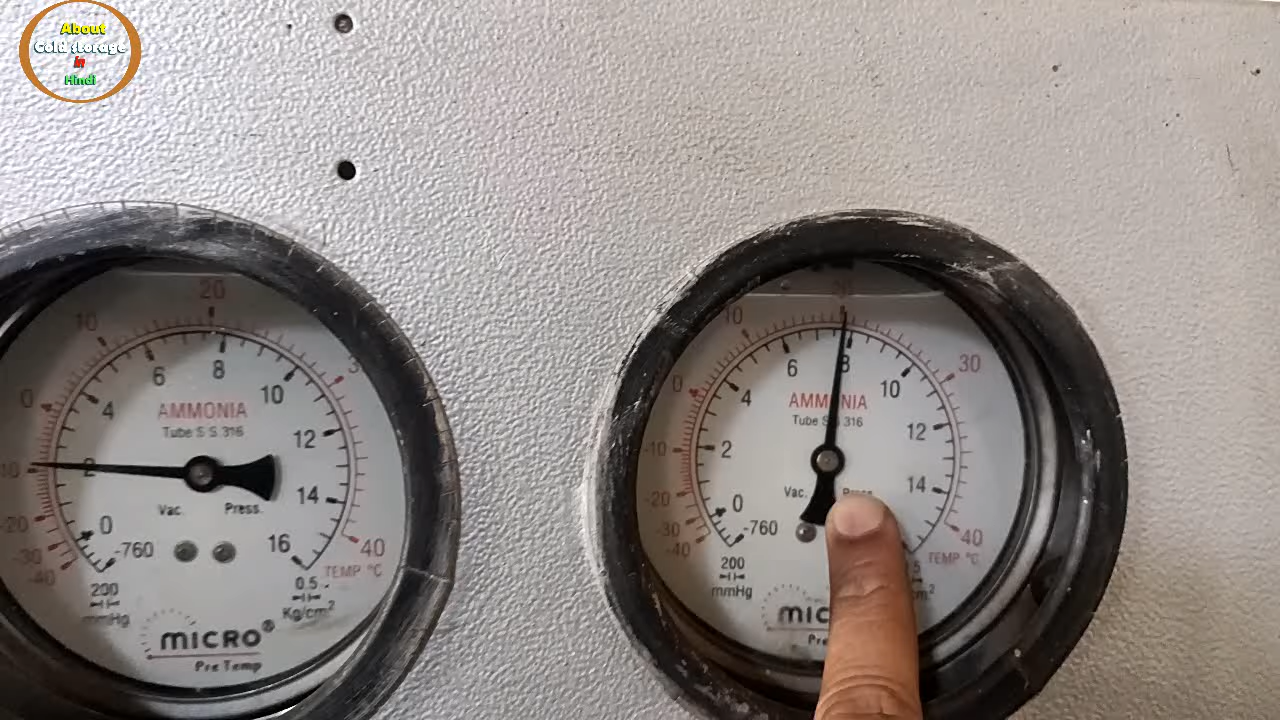 About
Cold storage
in
Hindi
20
10
0
-10
-20
-30
-40
40
TEMP °C
-760
0
2
4
6
8
10
12
14
16
AMMONIA
Tube S S 316
Vac. Press.
200
mmHg
0.5
Kg/cm²
MICRO®
Pre Temp
10
0
-10
-20
-30
-40
30
40
TEMP °C
-760
0
2
4
6
8
10
12
14
AMMONIA
Tube S S 316
Vac. Press.
200
mmHg